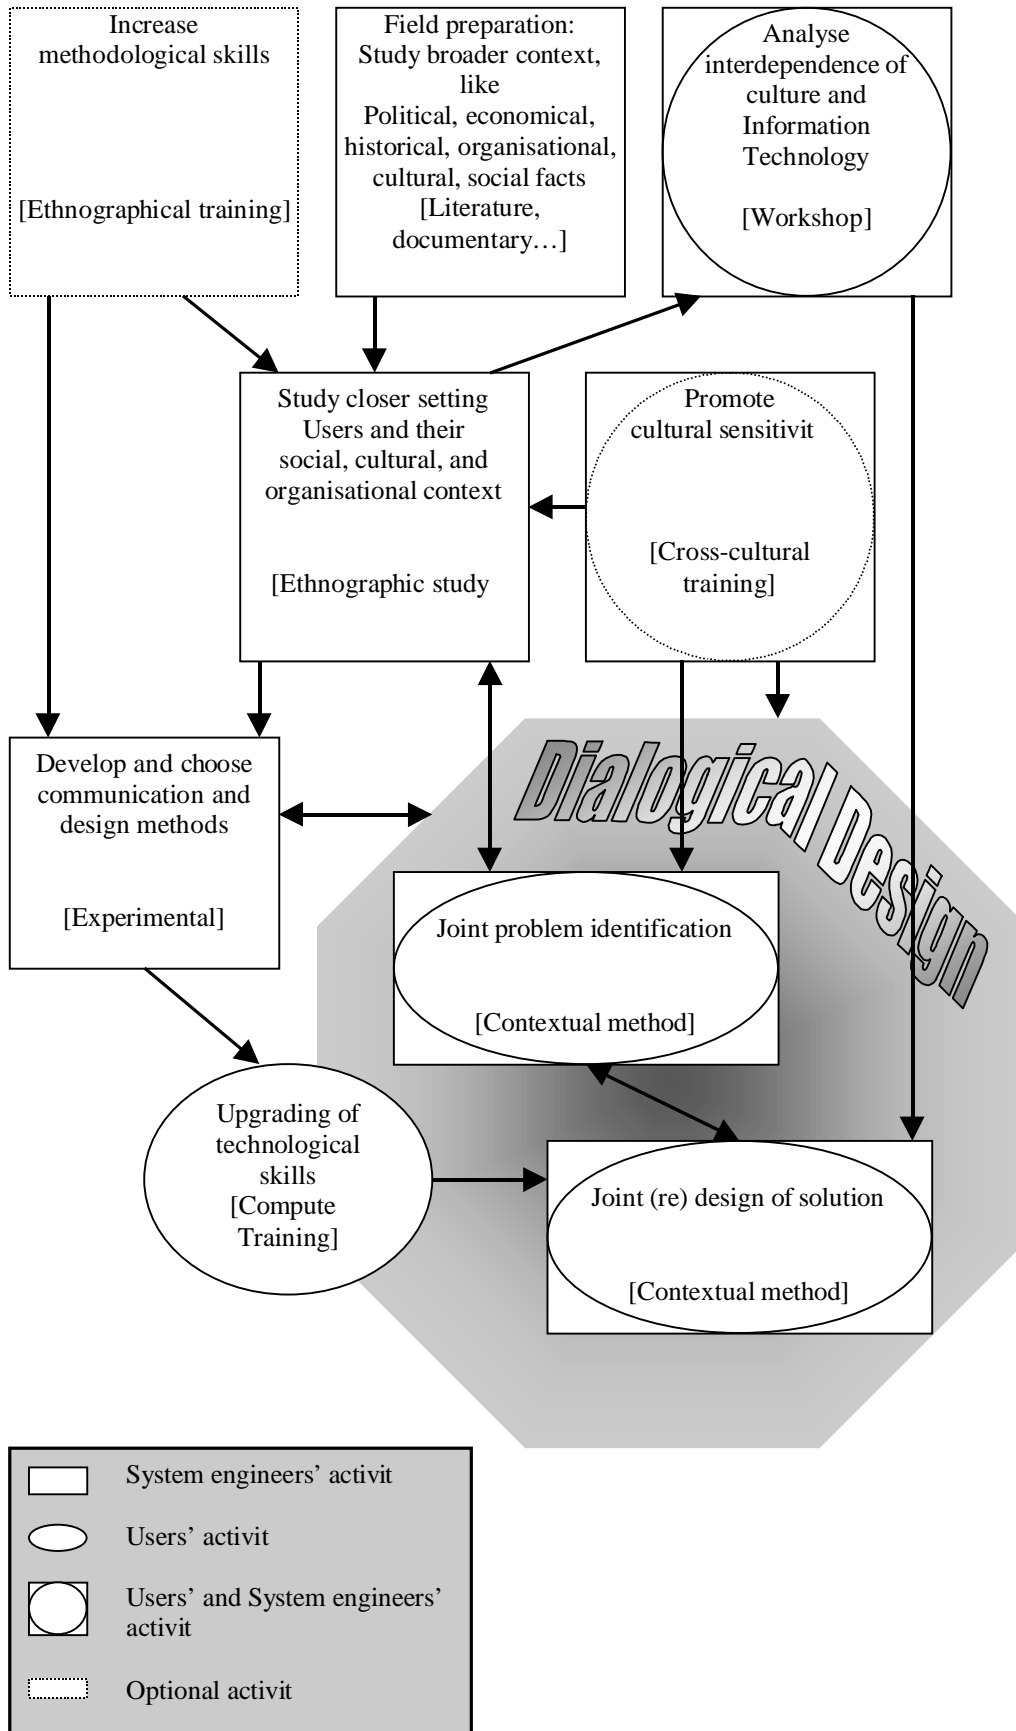 Increase
methodological skills
[Ethnographical training]
Field preparation:
Study broader context,
like
Political, economical,
historical, organisational,
cultural, social facts
[Literature,
documentary…]
Analyse
interdependence of
culture and
Information
Technology
[Workshop]
Study closer setting
Users and their
social, cultural, and
organisational context
[Ethnographic study
Promote
cultural sensitivit
[Cross-cultural
training]
Develop and choose
communication and
design methods
[Experimental]
Dialogical Design
Joint problem identification
[Contextual method]
Upgrading of
technological
skills
[Compute
Training]
Joint (re) design of solution
[Contextual method]
System engineers’ activit
Users’ activit
Users’ and System engineers’
activit
Optional activit